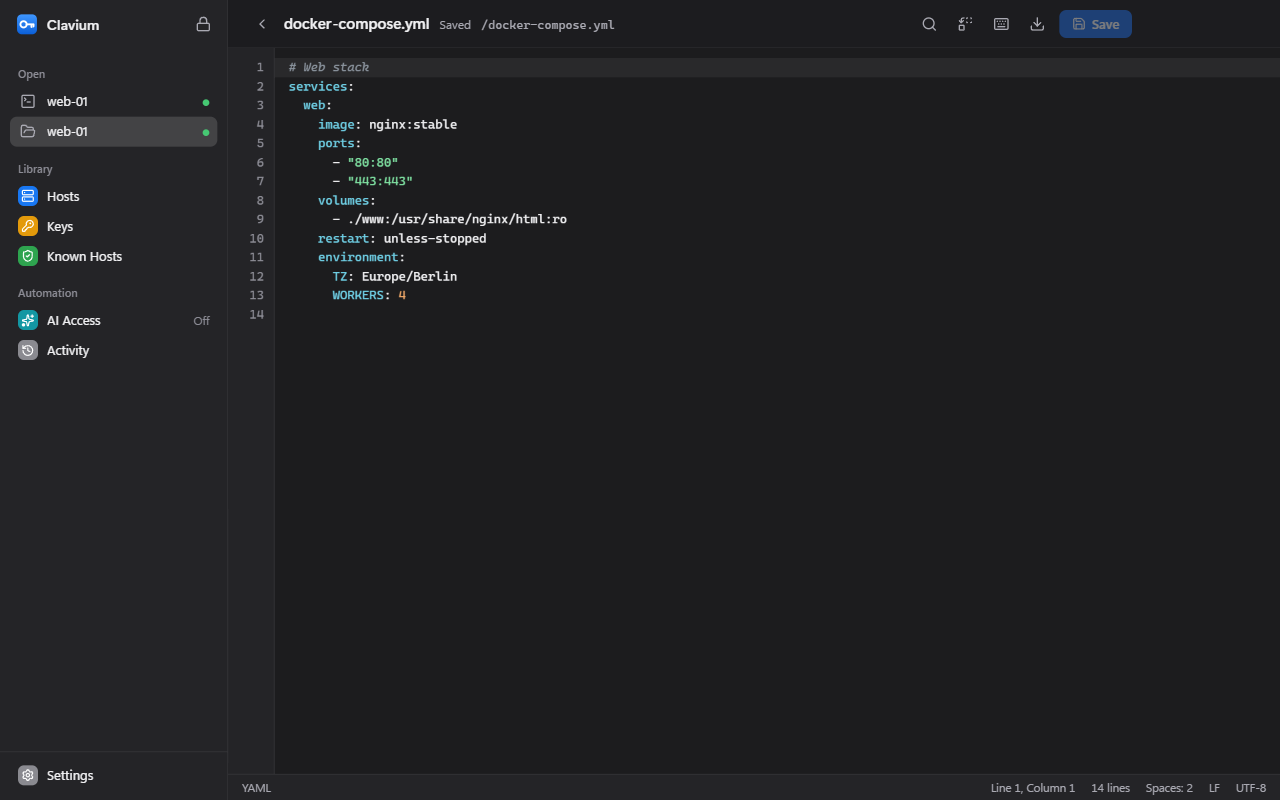 Clavium
Open
web-01
web-01
Library
Hosts
Keys
Known Hosts
Automation
AI Access Off
Activity
Settings
docker-compose.yml Saved /docker-compose.yml
Save
1 # Web stack
2 services:
3   web:
4     image: nginx:stable
5     ports:
6       - "80:80"
7       - "443:443"
8     volumes:
9       - ./www:/usr/share/nginx/html:ro
10     restart: unless-stopped
11     environment:
12       TZ: Europe/Berlin
13       WORKERS: 4
14
YAML Line 1, Column 1 14 lines Spaces: 2 LF UTF-8